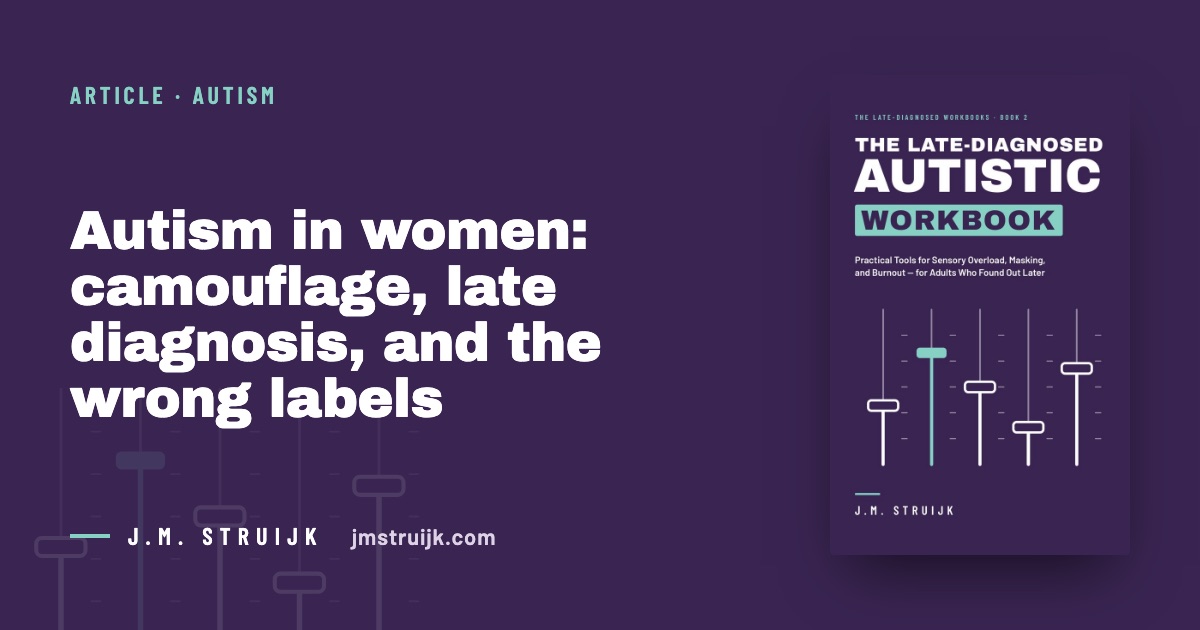 ARTICLE · AUTISM
Autism in women:
camouflage, late
diagnosis, and the
wrong labels
J.M. STRUIJK jmstruijk.com
THE LATE-DIAGNOSED WORKBOOKS · BOOK 2
THE LATE-DIAGNOSED
AUTISTIC
WORKBOOK
Practical Tools for Sensory Overload, Masking,
and Burnout — for Adults Who Found Out Later
J.M. STRUIJK